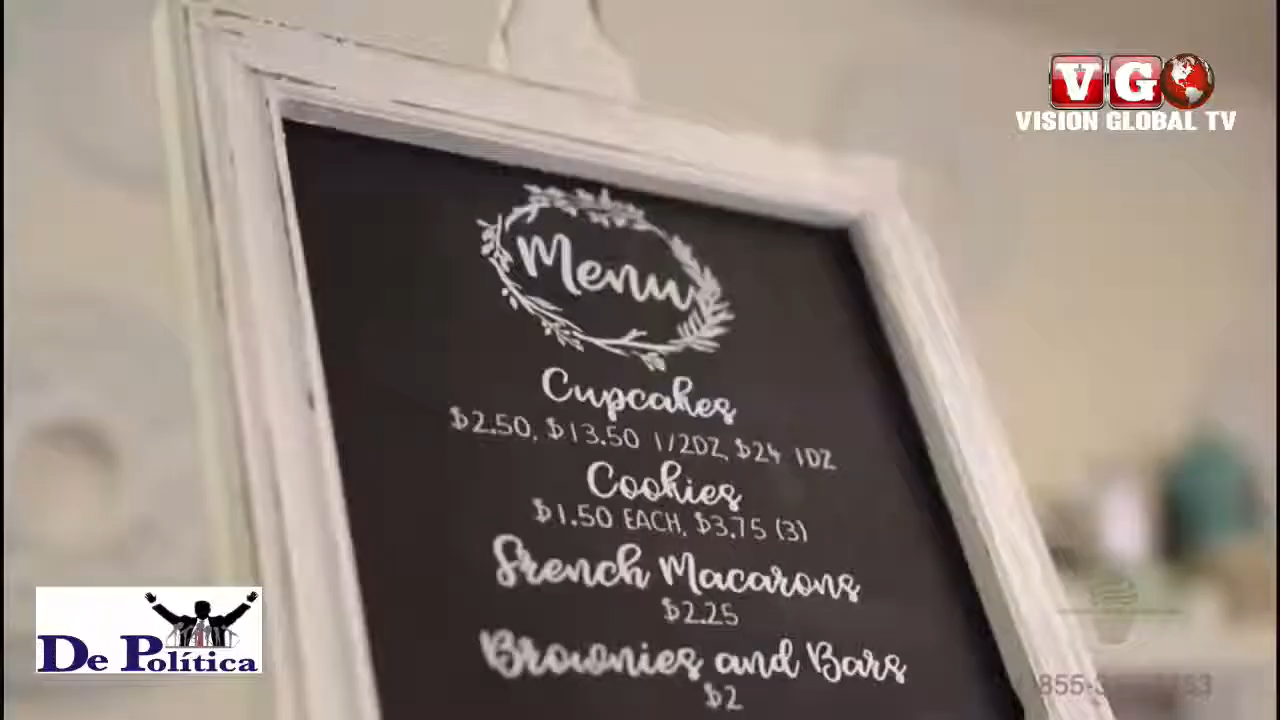 VG
VISION GLOBAL TV
Menu
Cupcakes
$2.50, $13.50 1/2DZ, $24 1DZ
Cookies
$1.50 EACH, $3.75 (3)
French Macarons
$2.25
Brownies and Bars
$2
De Política